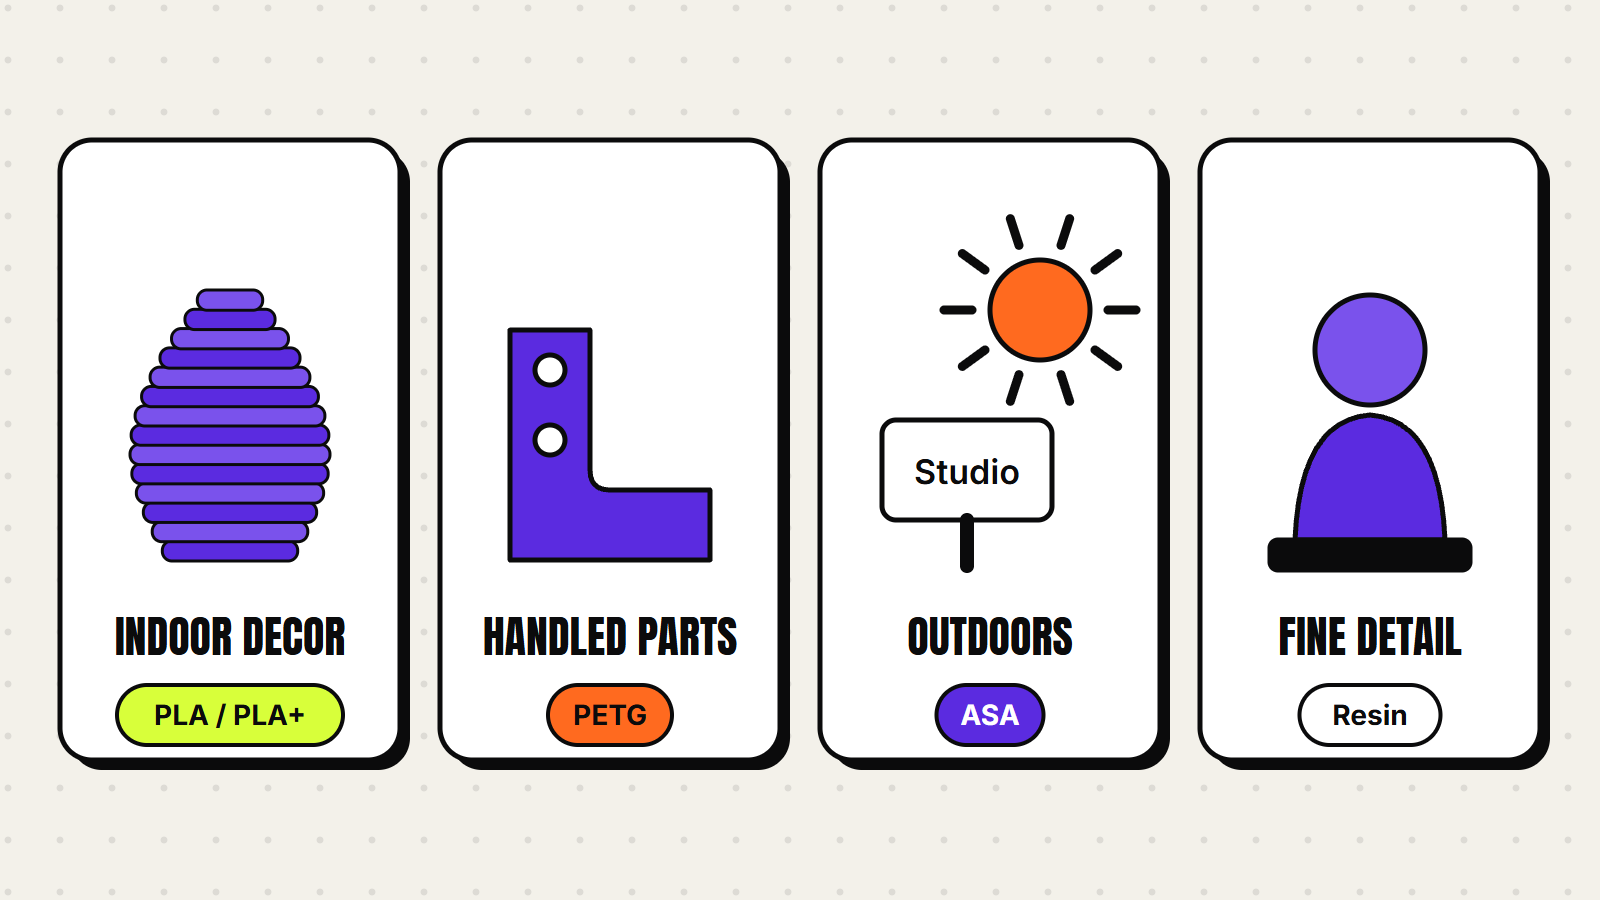 INDOOR DECOR
PLA / PLA+
HANDLED PARTS
PETG
Studio
OUTDOORS
ASA
FINE DETAIL
Resin